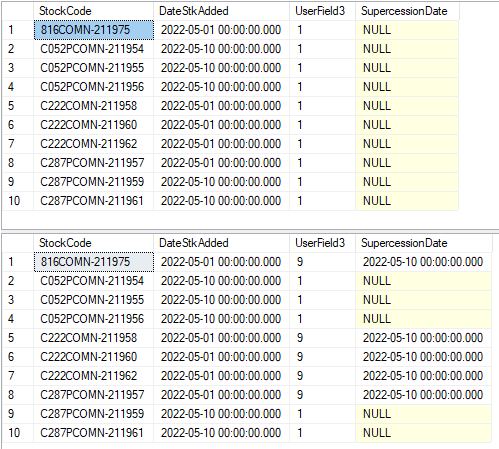 StockCode DateStkAdded UserField3 SupercessionDate
1 816COMN-211975 2022-05-01 00:00:00.000 1 NULL
2 C052PCOMN-211954 2022-05-10 00:00:00.000 1 NULL
3 C052PCOMN-211955 2022-05-10 00:00:00.000 1 NULL
4 C052PCOMN-211956 2022-05-10 00:00:00.000 1 NULL
5 C222COMN-211958 2022-05-01 00:00:00.000 1 NULL
6 C222COMN-211960 2022-05-01 00:00:00.000 1 NULL
7 C222COMN-211962 2022-05-01 00:00:00.000 1 NULL
8 C287PCOMN-211957 2022-05-01 00:00:00.000 1 NULL
9 C287PCOMN-211959 2022-05-10 00:00:00.000 1 NULL
10 C287PCOMN-211961 2022-05-10 00:00:00.000 1 NULL
StockCode DateStkAdded UserField3 SupercessionDate
1 816COMN-211975 2022-05-01 00:00:00.000 9 2022-05-10 00:00:00.000
2 C052PCOMN-211954 2022-05-10 00:00:00.000 1 NULL
3 C052PCOMN-211955 2022-05-10 00:00:00.000 1 NULL
4 C052PCOMN-211956 2022-05-10 00:00:00.000 1 NULL
5 C222COMN-211958 2022-05-01 00:00:00.000 9 2022-05-10 00:00:00.000
6 C222COMN-211960 2022-05-01 00:00:00.000 9 2022-05-10 00:00:00.000
7 C222COMN-211962 2022-05-01 00:00:00.000 9 2022-05-10 00:00:00.000
8 C287PCOMN-211957 2022-05-01 00:00:00.000 9 2022-05-10 00:00:00.000
9 C287PCOMN-211959 2022-05-10 00:00:00.000 1 NULL
10 C287PCOMN-211961 2022-05-10 00:00:00.000 1 NULL